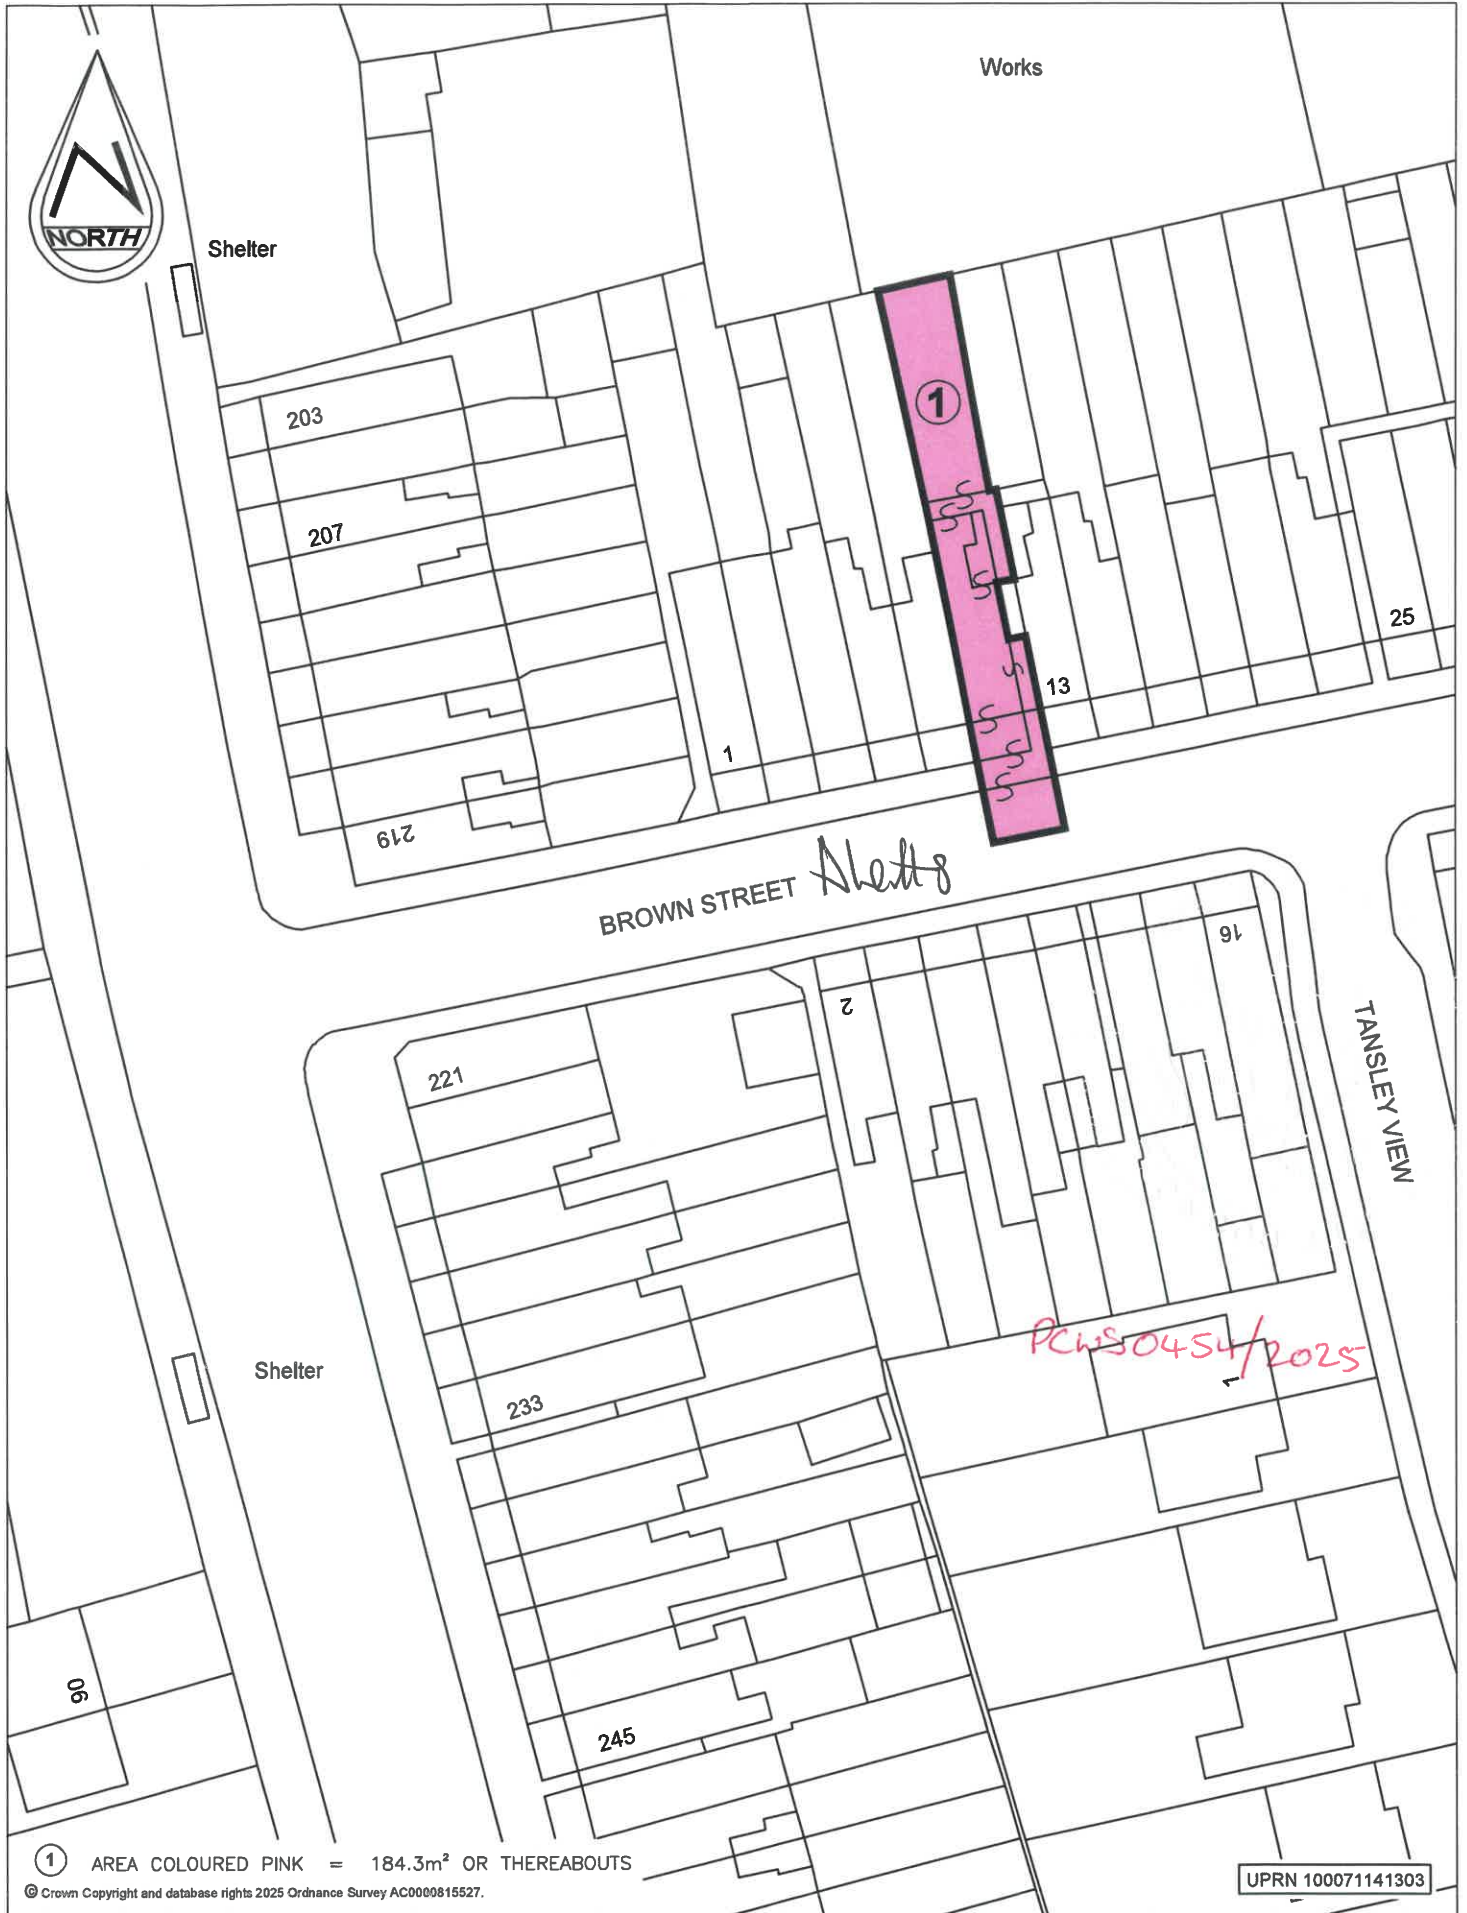 Works
N
NORTH
Shelter
203
1
207
25
13
1
219
BROWN STREET
16
2
TANSLEY VIEW
221
PCWS0454/2025
1
Shelter
233
90
245
1 AREA COLOURED PINK = 184.3m² OR THEREABOUTS
© Crown Copyright and database rights 2025 Ordnance Survey AC0000815527.
UPRN 100071141303